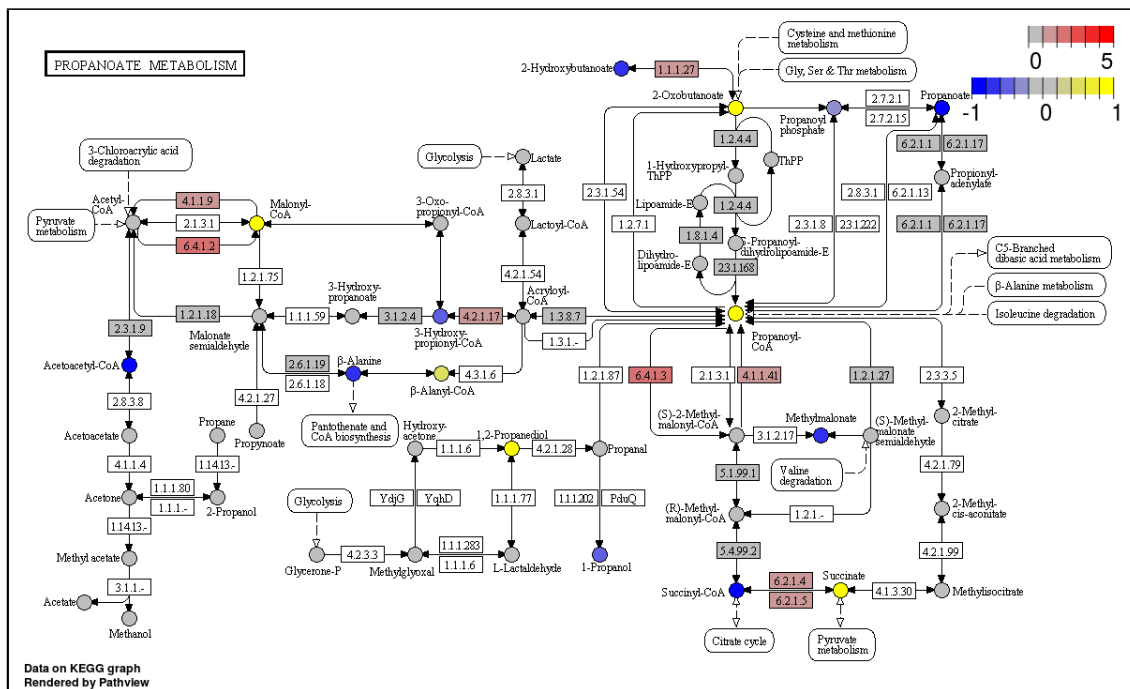 PROPANOATE METABOLISM
Cysteine and methionine
metabolism
Gly, Ser & Thr metabolism
0
5
-1
0
1
2-Hydroxybutanoate
1.1.1.27
2-Oxobutanoate
Propanoyl
phosphate
2.7.2.1
2.7.2.15
Propanoate
3-Chloroacrylic acid
degradation
Glycolysis
Lactate
1.2.4.4
6.2.1.1
6.2.1.17
1-Hydroxypropyl-
ThPP
ThPP
Propionyl-
adenylate
Acetyl-
CoA
4.1.1.9
Malonyl-
CoA
3-Oxo-
propionyl-CoA
2.8.3.1
2.3.1.54
Lipoamide-E
1.2.4.4
2.8.3.1
6.2.1.13
Pyruvate
metabolism
2.1.3.1
Lactoyl-CoA
1.2.7.1
2.3.1.8
2.3.1.222
6.2.1.1
6.2.1.17
6.4.1.2
1.8.1.4
S-Propanoyl-
dihydrolipoamide-E
C5-Branched
dibasic acid metabolism
1.2.1.75
4.2.1.54
Dihydro-
lipoamide-E
2.3.1.168
β-Alanine metabolism
3-Hydroxy-
propanoate
Acryloyl-
CoA
Isoleucine degradation
1.2.1.18
1.1.1.59
3.1.2.4
4.2.1.17
1.3.8.7
2.3.1.9
Malonate
semialdehyde
3-Hydroxy-
propionyl-CoA
1.3.1.-
Propanoyl-
CoA
Acetoacetyl-CoA
2.6.1.19
2.6.1.18
β-Alanine
4.3.1.6
β-Alanyl-CoA
1.2.1.87
6.4.1.3
2.1.3.1
4.1.1.41
1.2.1.27
2.3.3.5
2.8.3.8
4.2.1.27
Pantothenate and
CoA biosynthesis
Acetoacetate
Propane
Propynoate
Hydroxy-
acetone
1.1.1.6
1,2-Propanediol
4.2.1.28
Propanal
(S)-2-Methyl-
malonyl-CoA
3.1.2.17
Methylmalonate
(S)-Methyl-
malonate
semialdehyde
2-Methyl-
citrate
4.1.1.4
1.14.13.-
Valine
degradation
5.1.99.1
4.2.1.79
Acetone
1.1.1.80
1.1.1.-
2-Propanol
Glycolysis
YdjG
YqhD
1.1.1.77
1.1.1.202
PduQ
(R)-Methyl-
malonyl-CoA
1.2.1.-
2-Methyl-
cis-aconitate
1.14.13.-
Methyl acetate
Glycerone-P
4.2.3.3
Methylglyoxal
1.1.1.283
1.1.1.6
L-Lactaldehyde
1-Propanol
5.4.99.2
4.2.1.99
3.1.1.-
Acetate
Methanol
Succinyl-CoA
6.2.1.4
6.2.1.5
Succinate
4.1.3.30
Methylisocitrate
Citrate cycle
Pyruvate
metabolism
Data on KEGG graph
Rendered by Pathview